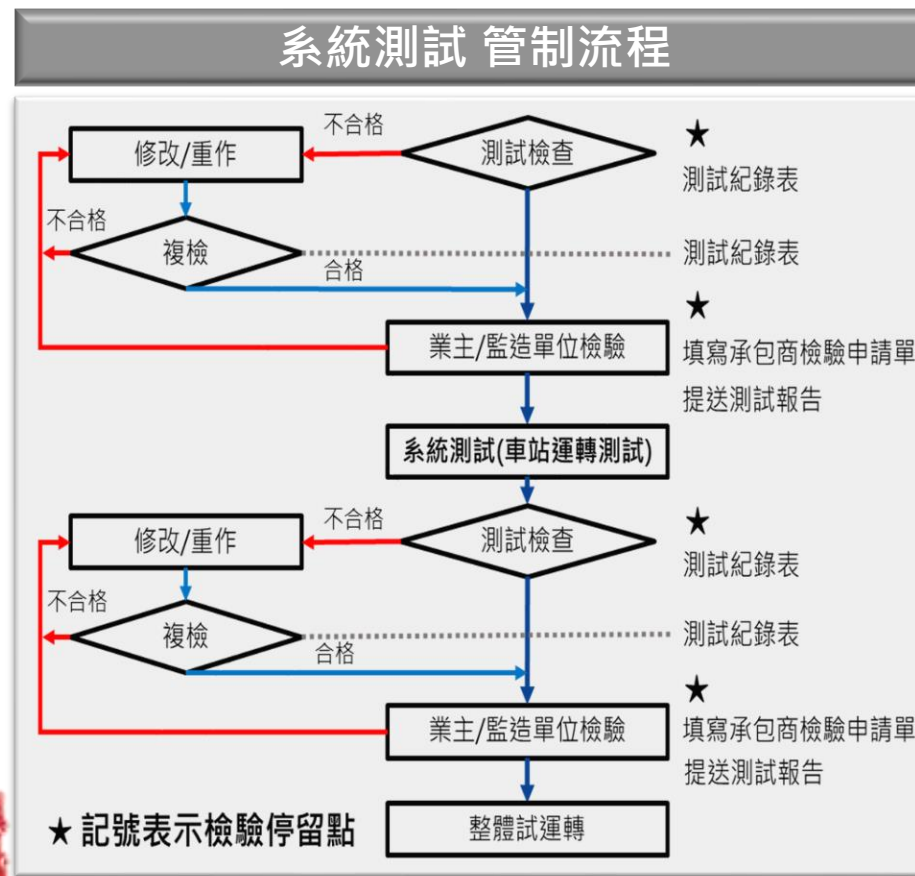 系統測試 管制流程
不合格
修改/重作
測試檢查
★
測試紀錄表
不合格
複檢
測試紀錄表
合格
★
業主/監造單位檢驗
填寫承包商檢驗申請單
提送測試報告
系統測試(車站運轉測試)
不合格
修改/重作
測試檢查
★
測試紀錄表
不合格
複檢
測試紀錄表
合格
★
業主/監造單位檢驗
填寫承包商檢驗申請單
提送測試報告
★ 記號表示檢驗停留點
整體試運轉